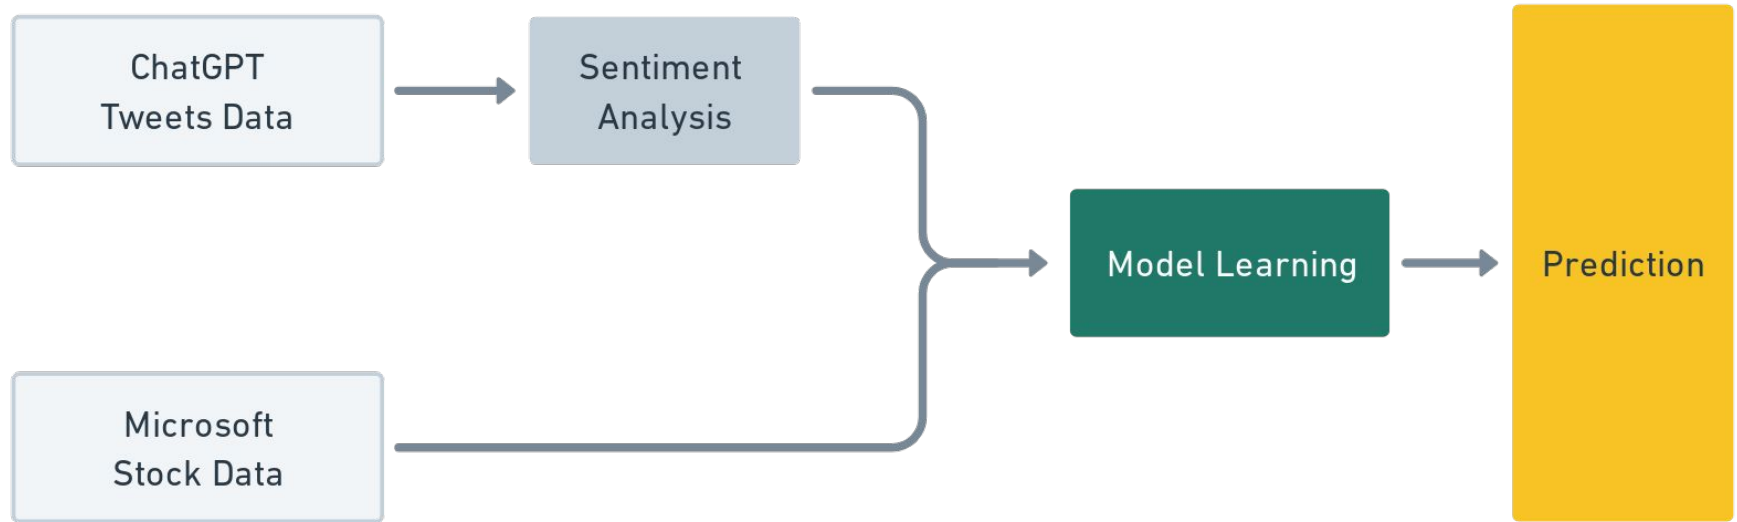 ChatGPT
Tweets Data
Sentiment
Analysis
Model Learning
Prediction
Microsoft
Stock Data